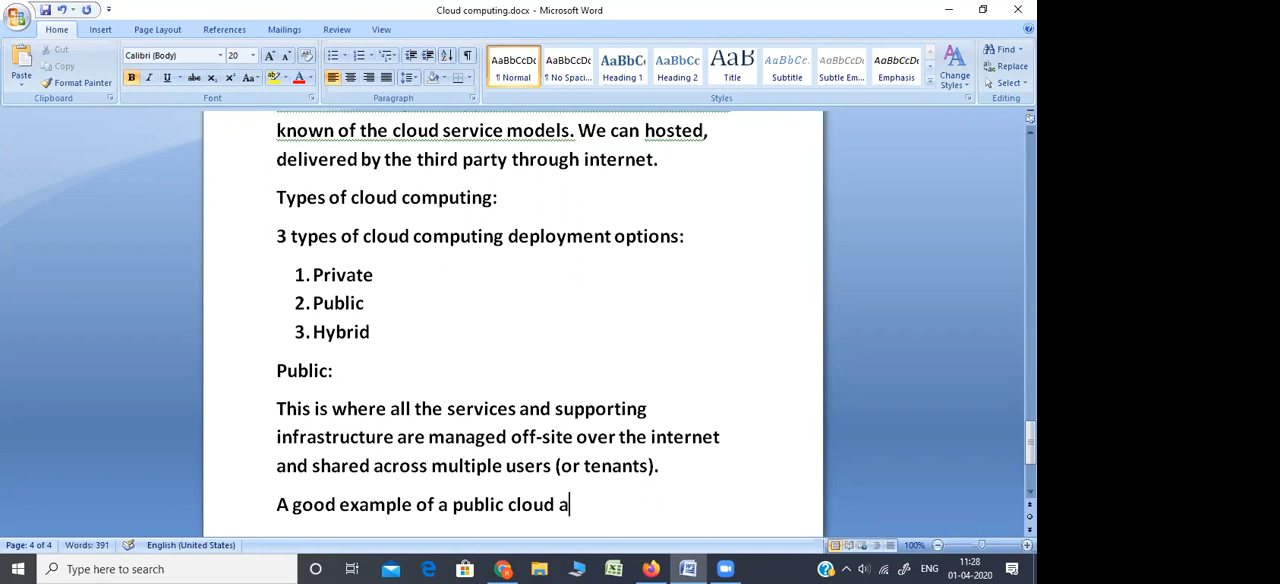 Cloud computing.docx - Microsoft Word
Home Insert Page Layout References Mailings Review View
Paste
Cut
Copy
Format Painter
Calibri (Body) 20
AaBbCcDc AaBbCcDc AaBbC AaBbCc AaB AaBbCc. AaBbCcDc AaBbCcDc
¶ Normal ¶ No Spaci... Heading 1 Heading 2 Title Subtitle Subtle Em... Emphasis
Change
Styles
Find
Replace
Select
Clipboard Font Paragraph Styles Editing
known of the cloud service models. We can hosted,
delivered by the third party through internet.
Types of cloud computing:
3 types of cloud computing deployment options:
1. Private
2. Public
3. Hybrid
Public:
This is where all the services and supporting
infrastructure are managed off-site over the internet
and shared across multiple users (or tenants).
A good example of a public cloud a
Page: 4 of 4 Words: 391 English (United States) 100%
Type here to search
ENG
11:28
01-04-2020